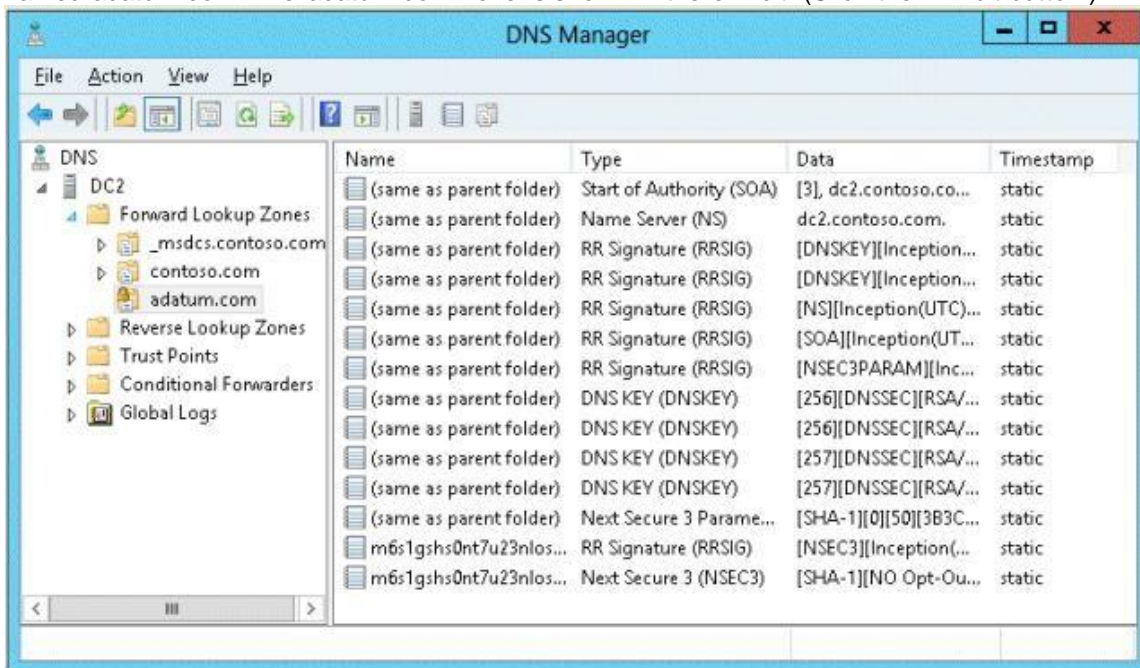 DNS Manager
File Action View Help
DNS
DC2
Forward Lookup Zones
_msdcs.contoso.com
contoso.com
adatum.com
Reverse Lookup Zones
Trust Points
Conditional Forwarders
Global Logs
Name Type Data Timestamp
(same as parent folder) Start of Authority (SOA) [3], dc2.contoso.co... static
(same as parent folder) Name Server (NS) dc2.contoso.com. static
(same as parent folder) RR Signature (RRSIG) [DNSKEY][Inception... static
(same as parent folder) RR Signature (RRSIG) [DNSKEY][Inception... static
(same as parent folder) RR Signature (RRSIG) [NS][Inception(UTC)... static
(same as parent folder) RR Signature (RRSIG) [SOA][Inception(UT... static
(same as parent folder) RR Signature (RRSIG) [NSEC3PARAM][Inc... static
(same as parent folder) DNS KEY (DNSKEY) [256][DNSSEC][RSA/... static
(same as parent folder) DNS KEY (DNSKEY) [256][DNSSEC][RSA/... static
(same as parent folder) DNS KEY (DNSKEY) [257][DNSSEC][RSA/... static
(same as parent folder) DNS KEY (DNSKEY) [257][DNSSEC][RSA/... static
(same as parent folder) Next Secure 3 Parame... [SHA-1][0][50][3B3C... static
m6s1gshs0nt7u23nlos... RR Signature (RRSIG) [NSEC3][Inception(... static
m6s1gshs0nt7u23nlos... Next Secure 3 (NSEC3) [SHA-1][NO Opt-Ou... static